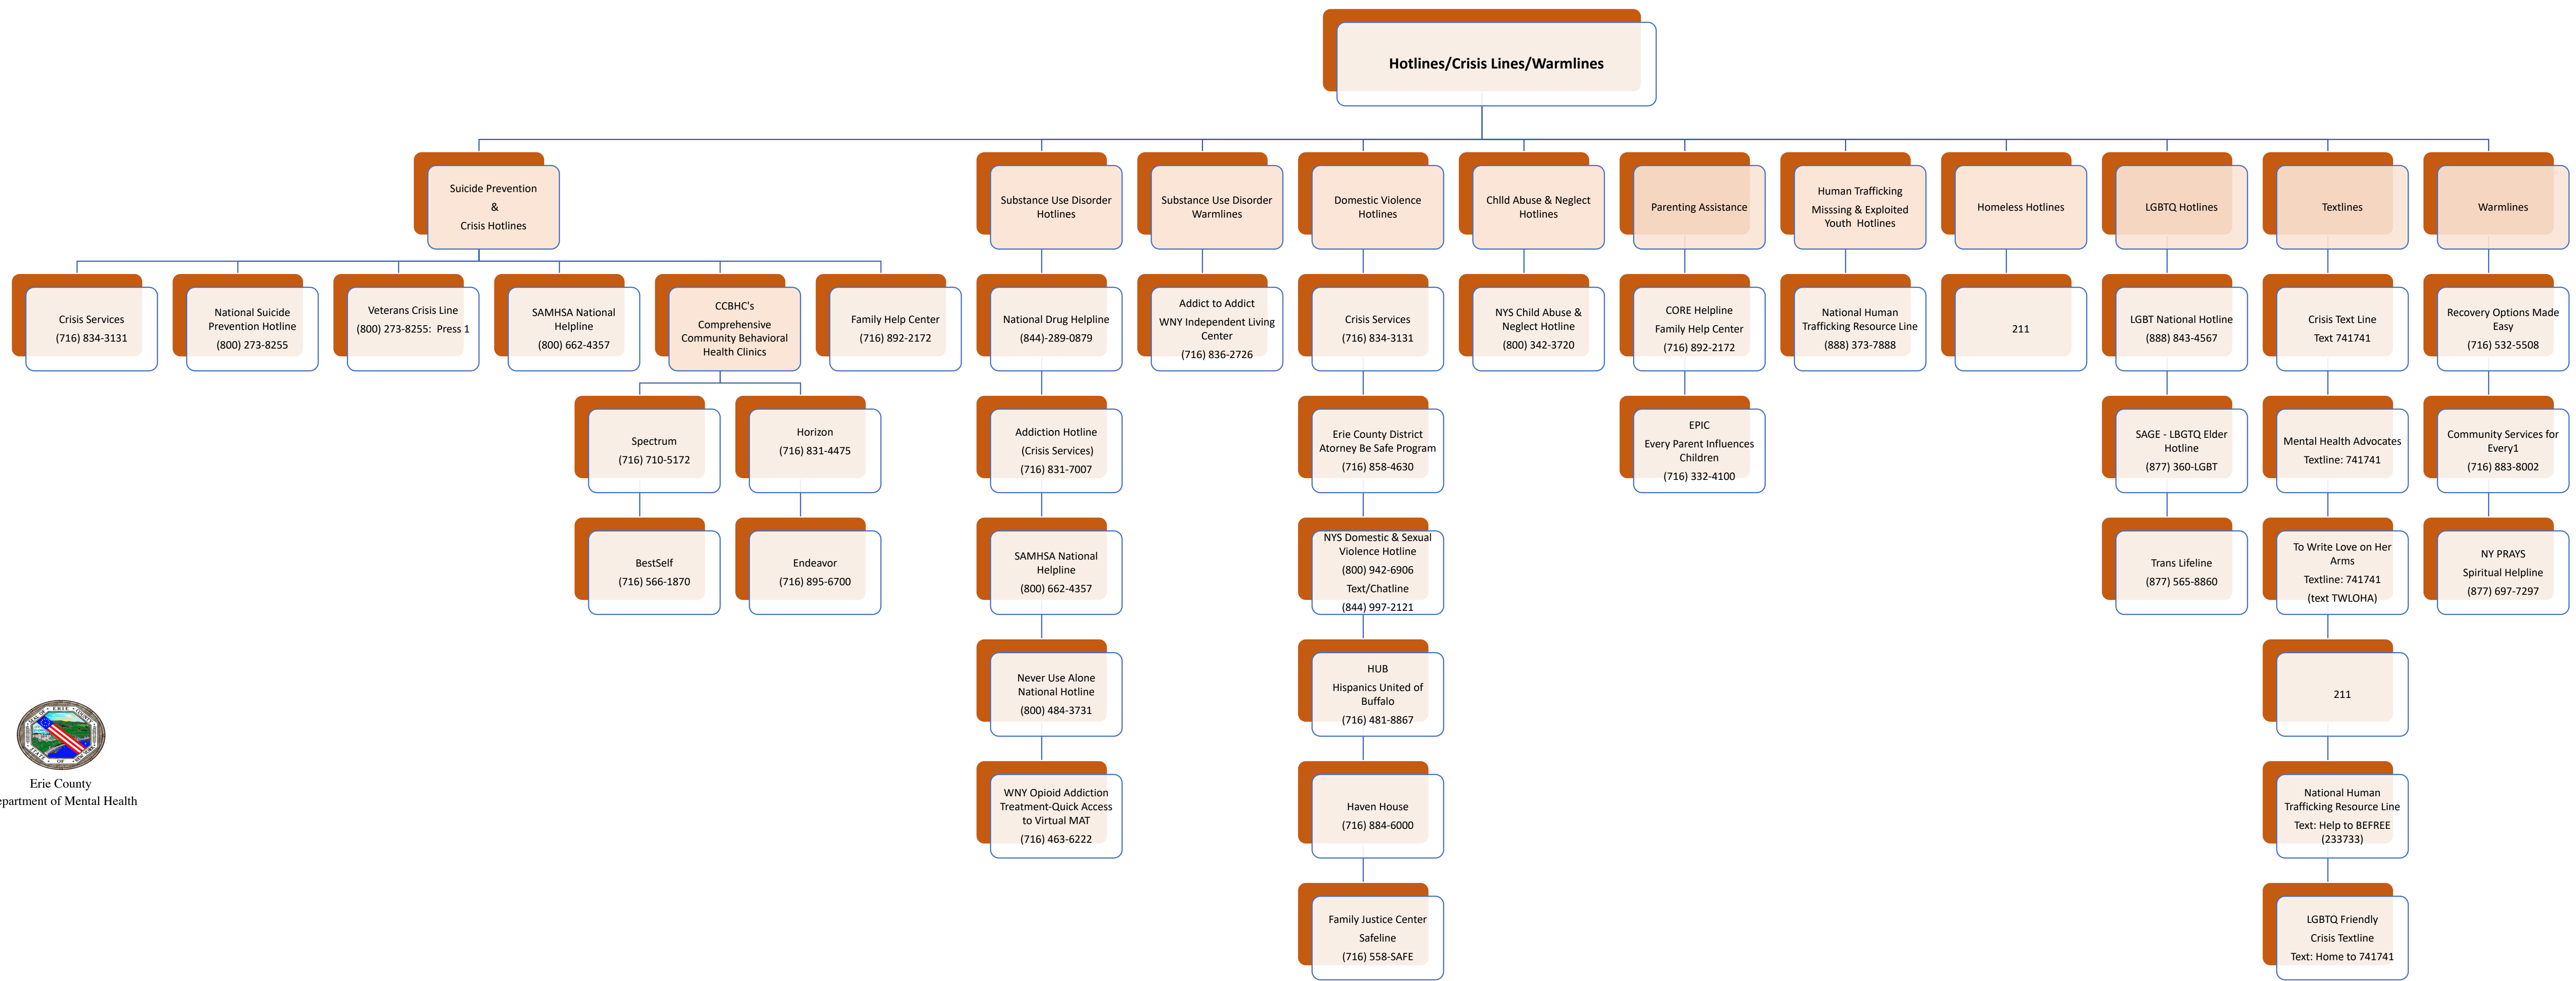 Hotlines/Crisis Lines/Warmlines
Suicide Prevention
&
Crisis Hotlines
Crisis Services
(716) 834-3131
National Suicide
Prevention Hotline
(800) 273-8255
Veterans Crisis Line
(800) 273-8255:  Press 1
SAMHSA National
Helpline
(800) 662-4357
CCBHC's
Comprehensive
Community Behavioral
Health Clinics
Spectrum
(716) 710-5172
BestSelf
(716) 566-1870
Horizon
(716) 831-4475
Endeavor
(716) 895-6700
Family Help Center
(716) 892-2172
Substance Use Disorder
Hotlines
National Drug Helpline
(844)-289-0879
Addiction Hotline
(Crisis Services)
(716) 831-7007
SAMHSA National
Helpline
(800) 662-4357
Never Use Alone
National Hotline
(800) 484-3731
WNY Opioid Addiction
Treatment-Quick Access
to Virtual MAT
(716) 463-6222
Substance Use Disorder
Warmlines
Addict to Addict
WNY Independent Living
Center
(716) 836-2726
Domestic Violence
Hotlines
Crisis Services
(716) 834-3131
Erie County District
Atorney Be Safe Program
(716) 858-4630
NYS Domestic & Sexual
Violence Hotline
(800) 942-6906
Text/Chatline
(844) 997-2121
HUB
Hispanics United of
Buffalo
(716) 481-8867
Haven House
(716) 884-6000
Family Justice Center
Safeline
(716) 558-SAFE
Chlld Abuse & Neglect
Hotlines
NYS Child Abuse &
Neglect Hotline
(800) 342-3720
Parenting Assistance
CORE Helpline
Family Help Center
(716) 892-2172
EPIC
Every Parent Influences
Children
(716) 332-4100
Human Trafficking
Misssing & Exploited
Youth  Hotlines
National Human
Trafficking Resource Line
(888) 373-7888
Homeless Hotlines
211
LGBTQ Hotlines
LGBT National Hotline
(888) 843-4567
SAGE - LBGTQ Elder
Hotline
(877) 360-LGBT
Trans Lifeline
(877) 565-8860
Textlines
Crisis Text Line
Text 741741
Mental Health Advocates
Textline: 741741
To Write Love on Her
Arms
Textline: 741741
(text TWLOHA)
211
National Human
Trafficking Resource Line
Text: Help to BEFREE
(233733)
LGBTQ Friendly
Crisis Textline
Text: Home to 741741
Warmlines
Recovery Options Made
Easy
(716) 532-5508
Community Services for
Every1
(716) 883-8002
NY PRAYS
Spiritual Helpline
(877) 697-7297
Erie County
epartment of Mental Health